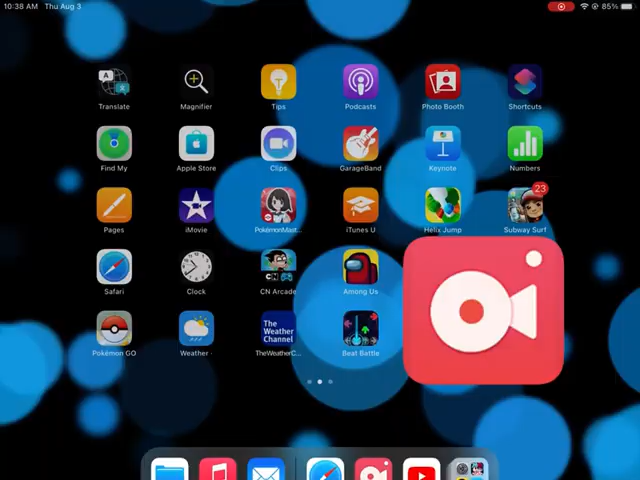 10:38 AM Thu Aug 3
85%
Translate Magnifier Tips Podcasts Photo Booth Shortcuts
Find My Apple Store Clips GarageBand Keynote Numbers
23
Pages iMovie PokémonMast... iTunes U Helix Jump Subway Surf
Safari Clock CN Arcade Among Us
The
Weather
Channel
Pokémon GO Weather · TheWeatherC... Beat Battle